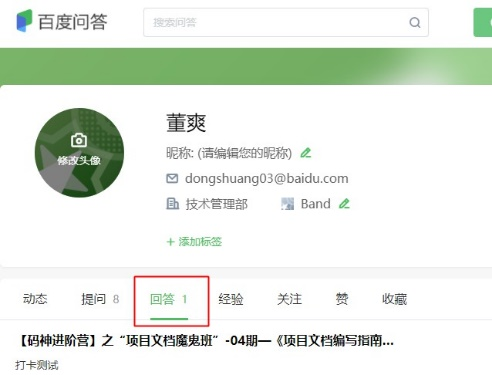 百度问答
搜索问答
董爽
修改头像
昵称: (请编辑您的昵称)
dongshuang03@baidu.com
技术管理部 Band
+ 添加标签
动态 提问 8 回答 1 经验 关注 赞 收藏
【码神进阶营】之“项目文档魔鬼班”-04期—《项目文档编写指南...
打卡测试